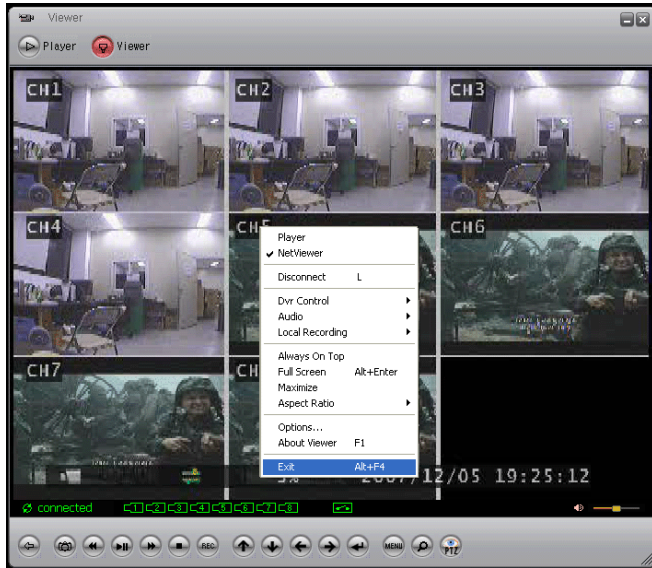 Viewer
Player Viewer
CH1 CH2 CH3
CH4 CH5 CH6
CH7 CH
Player
NetViewer
Disconnect L
Dvr Control
Audio
Local Recording
Always On Top
Full Screen Alt+Enter
Maximize
Aspect Ratio
Options...
About Viewer F1
Exit Alt+F4
2007/12/05 19:25:12
connected 1 2 3 4 5 6 7 8
REC MENU PTZ